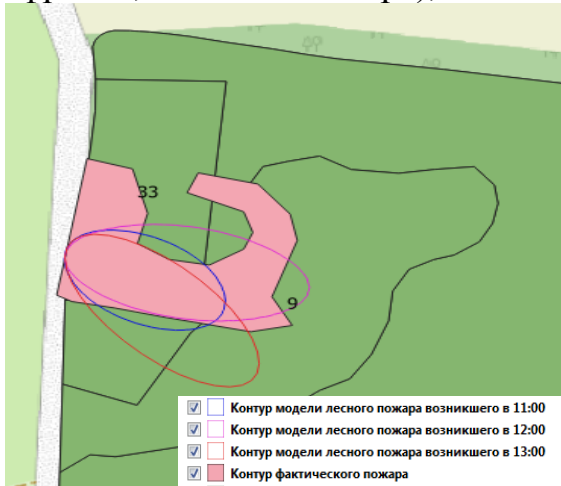 33
9
Контур модели лесного пожара возникшего в 11:00
Контур модели лесного пожара возникшего в 12:00
Контур модели лесного пожара возникшего в 13:00
Контур фактического пожара